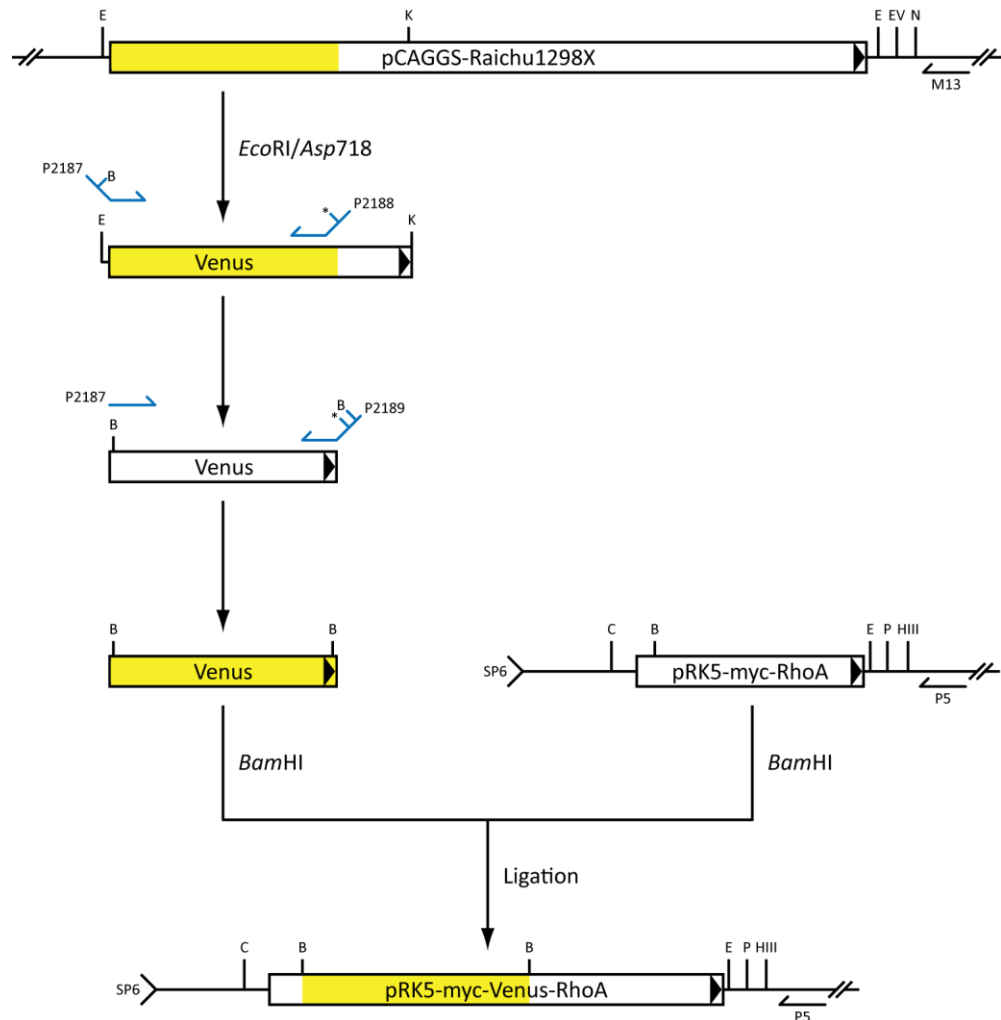 E K E EV N
pCAGGS-Raichu1298X
M13
EcoRI/Asp718
P2187 B
* P2188
E K
Venus
P2187
B
* P2189
B
Venus
B B
Venus
C B E P HIII
SP6 pRK5-myc-RhoA
P5
BamHI BamHI
Ligation
C B B E P HIII
SP6 pRK5-myc-Venus-RhoA
P5